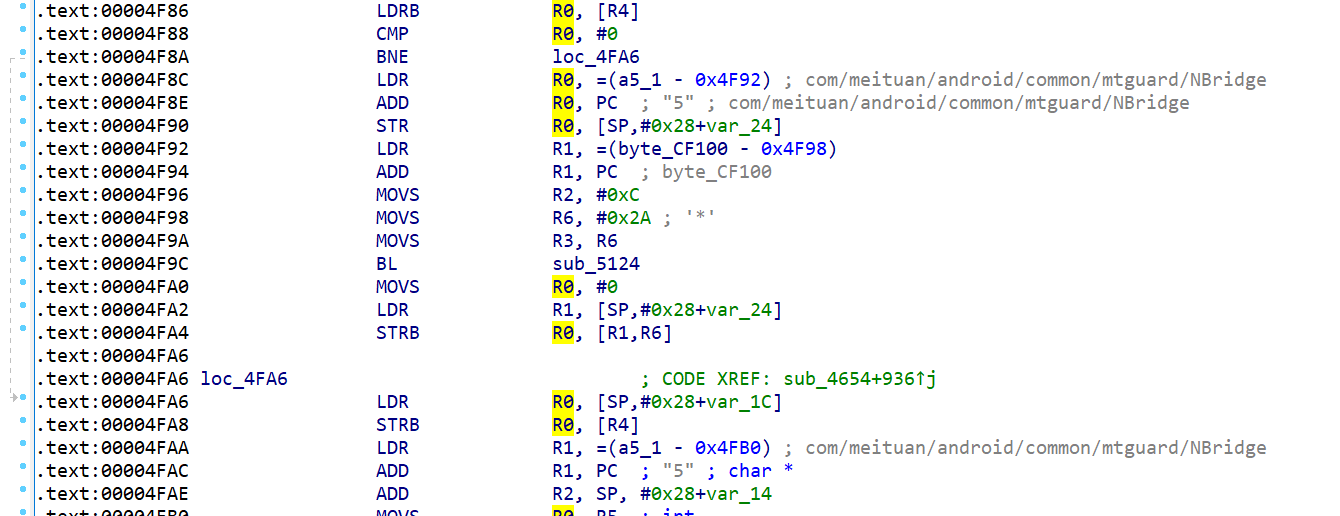 .text:00004F86 LDRB R0, [R4]
.text:00004F88 CMP R0, #0
.text:00004F8A BNE loc_4FA6
.text:00004F8C LDR R0, =(a5_1 - 0x4F92) ; com/meituan/android/common/mtguard/NBridge
.text:00004F8E ADD R0, PC ; "5" ; com/meituan/android/common/mtguard/NBridge
.text:00004F90 STR R0, [SP,#0x28+var_24]
.text:00004F92 LDR R1, =(byte_CF100 - 0x4F98)
.text:00004F94 ADD R1, PC ; byte_CF100
.text:00004F96 MOVS R2, #0xC
.text:00004F98 MOVS R6, #0x2A ; '*'
.text:00004F9A MOVS R3, R6
.text:00004F9C BL sub_5124
.text:00004FA0 MOVS R0, #0
.text:00004FA2 LDR R1, [SP,#0x28+var_24]
.text:00004FA4 STRB R0, [R1,R6]
.text:00004FA6
.text:00004FA6 loc_4FA6 ; CODE XREF: sub_4654+936↑j
.text:00004FA6 LDR R0, [SP,#0x28+var_1C]
.text:00004FA8 STRB R0, [R4]
.text:00004FAA LDR R1, =(a5_1 - 0x4FB0) ; com/meituan/android/common/mtguard/NBridge
.text:00004FAC ADD R1, PC ; "5" ; char *
.text:00004FAE ADD R2, SP, #0x28+var_14
.text:00004FB0 MOVS R0, R5 ; int